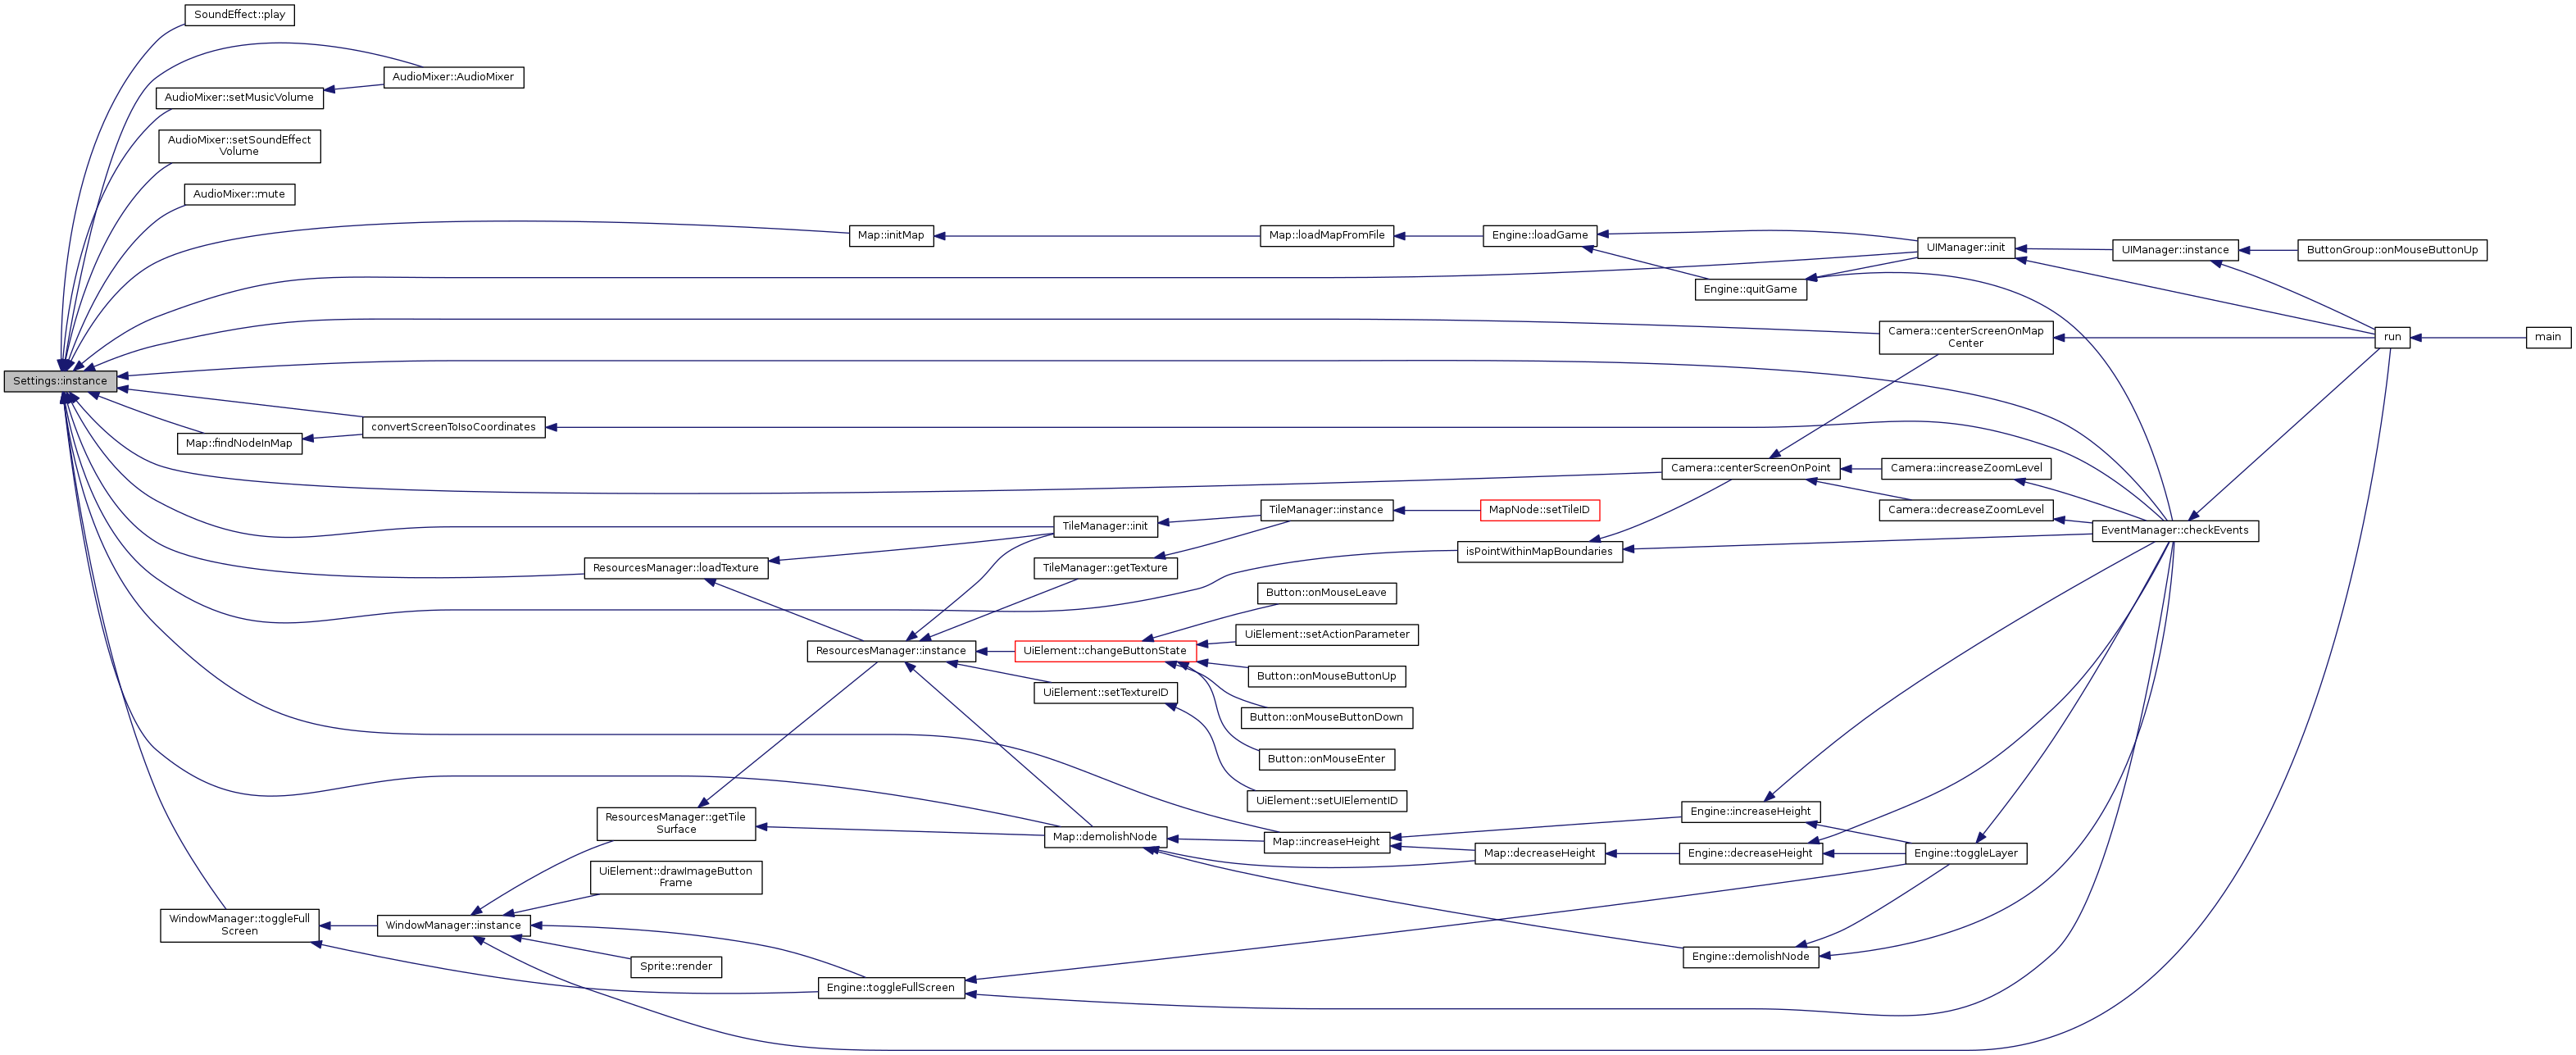 SoundEffect::play
AudioMixer::AudioMixer
AudioMixer::setMusicVolume
AudioMixer::setSoundEffect
Volume
AudioMixer::mute
Map::initMap
Map::loadMapFromFile
Engine::loadGame
UIManager::init
UIManager::instance
ButtonGroup::onMouseButtonUp
Engine::quitGame
Camera::centerScreenOnMap
Center
run
main
Settings::instance
convertScreenToIsoCoordinates
Map::findNodeInMap
Camera::centerScreenOnPoint
Camera::increaseZoomLevel
Camera::decreaseZoomLevel
TileManager::instance
MapNode::setTileID
TileManager::init
EventManager::checkEvents
isPointWithinMapBoundaries
ResourcesManager::loadTexture
TileManager::getTexture
Button::onMouseLeave
UiElement::setActionParameter
ResourcesManager::instance
UiElement::changeButtonState
Button::onMouseButtonUp
UiElement::setTextureID
Button::onMouseButtonDown
Button::onMouseEnter
UiElement::setUIElementID
ResourcesManager::getTile
Surface
Map::demolishNode
Map::increaseHeight
Engine::increaseHeight
Map::decreaseHeight
Engine::decreaseHeight
Engine::toggleLayer
UiElement::drawImageButton
Frame
WindowManager::toggleFull
Screen
WindowManager::instance
Sprite::render
Engine::demolishNode
Engine::toggleFullScreen